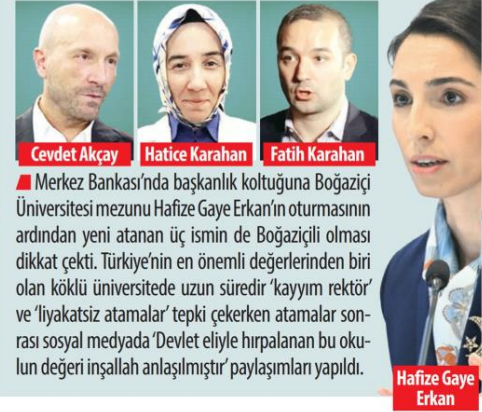 Cevdet Akçay
Hatice Karahan
Fatih Karahan
Merkez Bankası’nda başkanlık koltuğuna Boğaziçi
Üniversitesi mezunu Hafize Gaye Erkan’ın oturmasının
ardından yeni atanan üç ismin de Boğaziçili olması
dikkat çekti. Türkiye’nin en önemli değerlerinden biri
olan köklü üniversitede uzun süredir ‘kayyım rektör’
ve ‘liyakatsiz atamalar’ tepki çekerken atamalar son-
rası sosyal medyada ‘Devlet eliyle hırpalanan bu oku-
lun değeri inşallah anlaşılmıştır’ paylaşımları yapıldı.
Hafize Gaye
Erkan